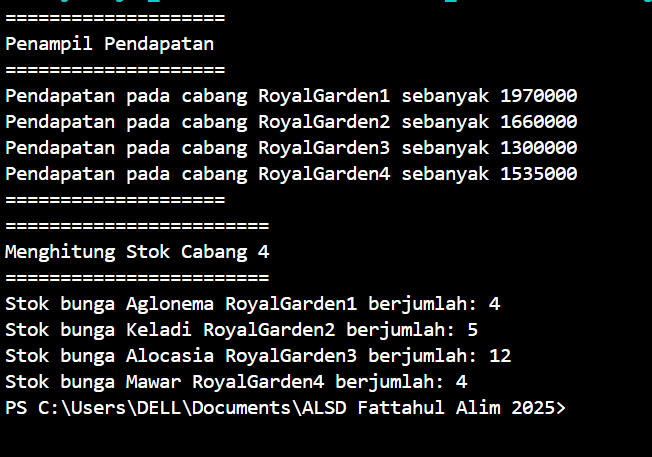 ====================
Penampil Pendapatan
====================
Pendapatan pada cabang RoyalGarden1 sebanyak 1970000
Pendapatan pada cabang RoyalGarden2 sebanyak 1660000
Pendapatan pada cabang RoyalGarden3 sebanyak 1300000
Pendapatan pada cabang RoyalGarden4 sebanyak 1535000
====================
========================
Menghitung Stok Cabang 4
========================
Stok bunga Aglonema RoyalGarden1 berjumlah: 4
Stok bunga Keladi RoyalGarden2 berjumlah: 5
Stok bunga Alocasia RoyalGarden3 berjumlah: 12
Stok bunga Mawar RoyalGarden4 berjumlah: 4
PS C:\Users\DELL\Documents\ALSD Fattahul Alim 2025>